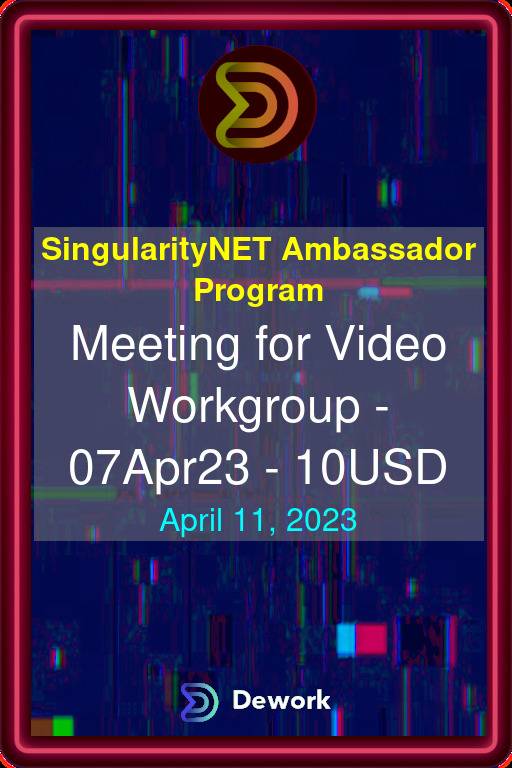 SingularityNET Ambassador
Program
Meeting for Video
Workgroup -
07Apr23 - 10USD
April 11, 2023
Dework